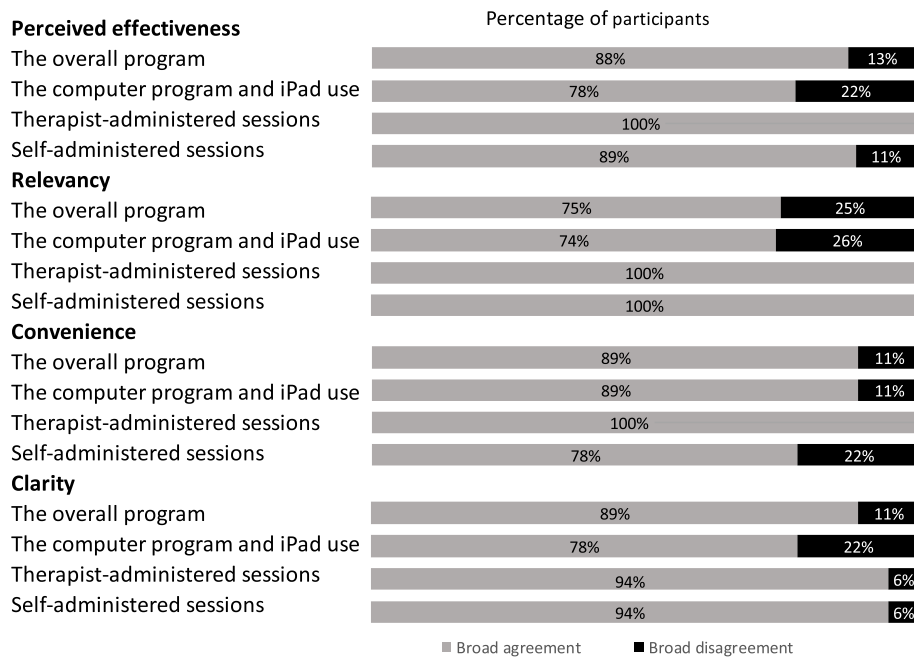 Percentage of participants
Perceived effectiveness
The overall program 88% 13%
The computer program and iPad use 78% 22%
Therapist-administered sessions 100%
Self-administered sessions 89% 11%
Relevancy
The overall program 75% 25%
The computer program and iPad use 74% 26%
Therapist-administered sessions 100%
Self-administered sessions 100%
Convenience
The overall program 89% 11%
The computer program and iPad use 89% 11%
Therapist-administered sessions 100%
Self-administered sessions 78% 22%
Clarity
The overall program 89% 11%
The computer program and iPad use 78% 22%
Therapist-administered sessions 94% 6%
Self-administered sessions 94% 6%
Broad agreement Broad disagreement